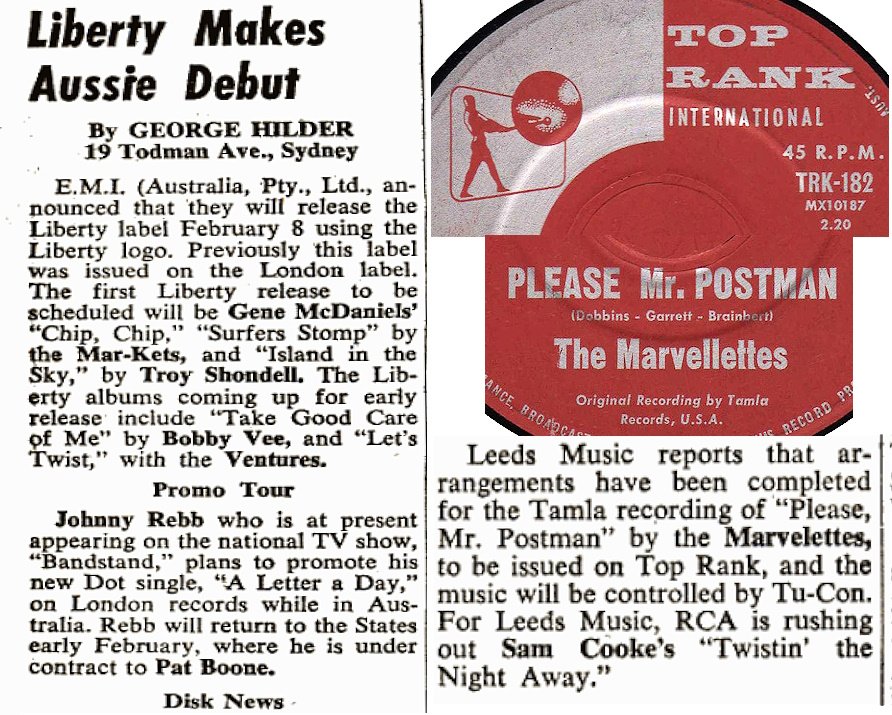 Liberty Makes
Aussie Debut
By GEORGE HILDER
19 Todman Ave., Sydney
E.M.I. (Australia, Pty., Ltd., an-
nounced that they will release the
Liberty label February 8 using the
Liberty logo. Previously this label
was issued on the London label.
The first Liberty release to be
scheduled will be Gene McDaniels'
"Chip, Chip," "Surfers Stomp" by
the Mar-Kets, and "Island in the
Sky," by Troy Shondell. The Lib-
erty albums coming up for early
release include "Take Good Care
of Me" by Bobby Vee, and "Let's
Twist," with the Ventures.
Promo Tour
Johnny Rebb who is at present
appearing on the national TV show,
"Bandstand," plans to promote his
new Dot single, "A Letter a Day,"
on London records while in Aus-
tralia. Rebb will return to the States
early February, where he is under
contract to Pat Boone.
Disk News
TOP
RANK
INTERNATIONAL
AUST.
45 R.P.M.
TRK-182
MX10187
2.20
PLEASE Mr. POSTMAN
(Dobbins - Garrett - Brainbert)
The Marvellettes
Original Recording by Tamla
Records, U.S.A.
RECORD
Leeds Music reports that ar-
rangements have been completed
for the Tamla recording of "Please,
Mr. Postman" by the Marvelettes,
to be issued on Top Rank, and the
music will be controlled by Tu-Con.
For Leeds Music, RCA is rushing
out Sam Cooke's "Twistin' the
Night Away."